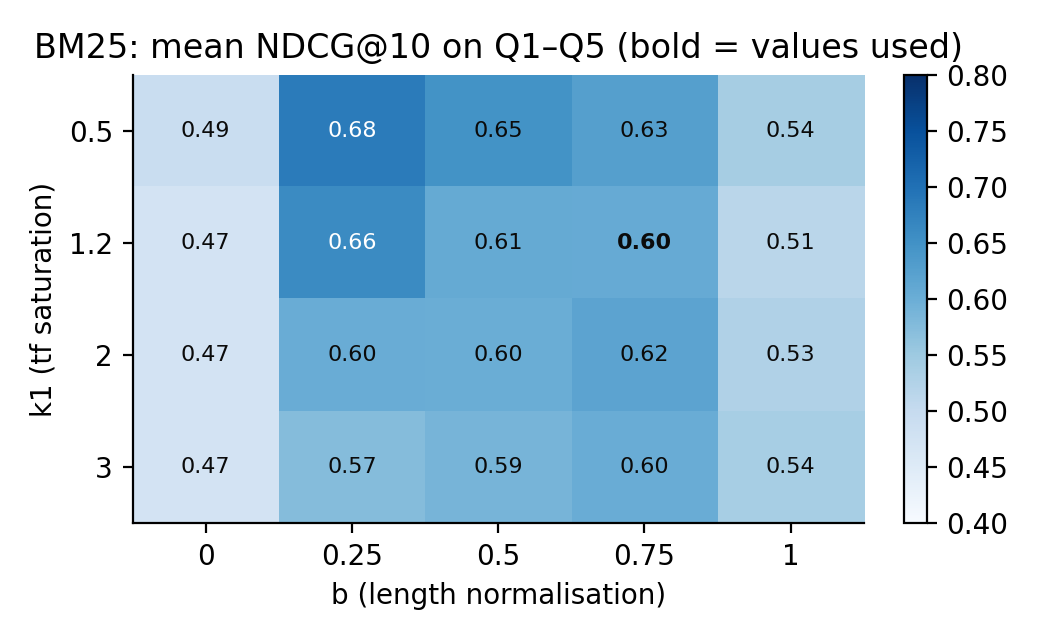 BM25: mean NDCG@10 on Q1–Q5 (bold = values used)
0.80
0.75
0.70
0.65
0.60
0.55
0.50
0.45
0.40
k1 (tf saturation)
0.5 0.49 0.68 0.65 0.63 0.54
1.2 0.47 0.66 0.61 0.60 0.51
2 0.47 0.60 0.60 0.62 0.53
3 0.47 0.57 0.59 0.60 0.54
0 0.25 0.5 0.75 1
b (length normalisation)